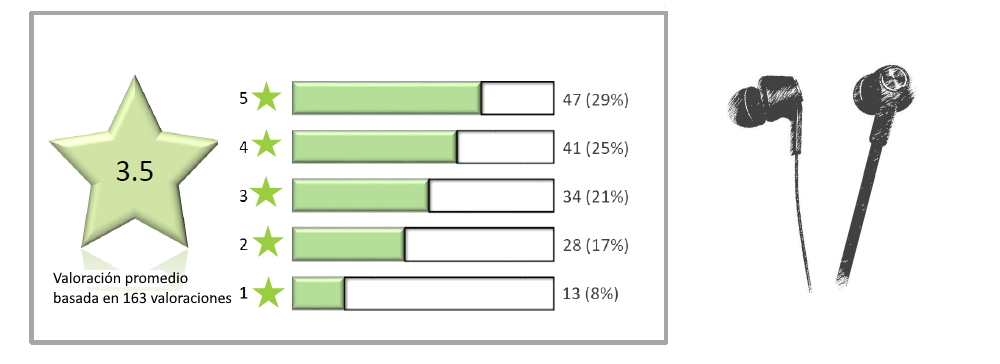 5 47 (29%)
4 41 (25%)
3.5
3 34 (21%)
2 28 (17%)
Valoración promedio
basada en 163 valoraciones
1 13 (8%)